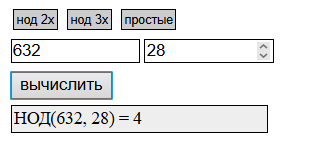 нод 2х нод 3х простые
632 28
вычислить
НОД(632, 28) = 4